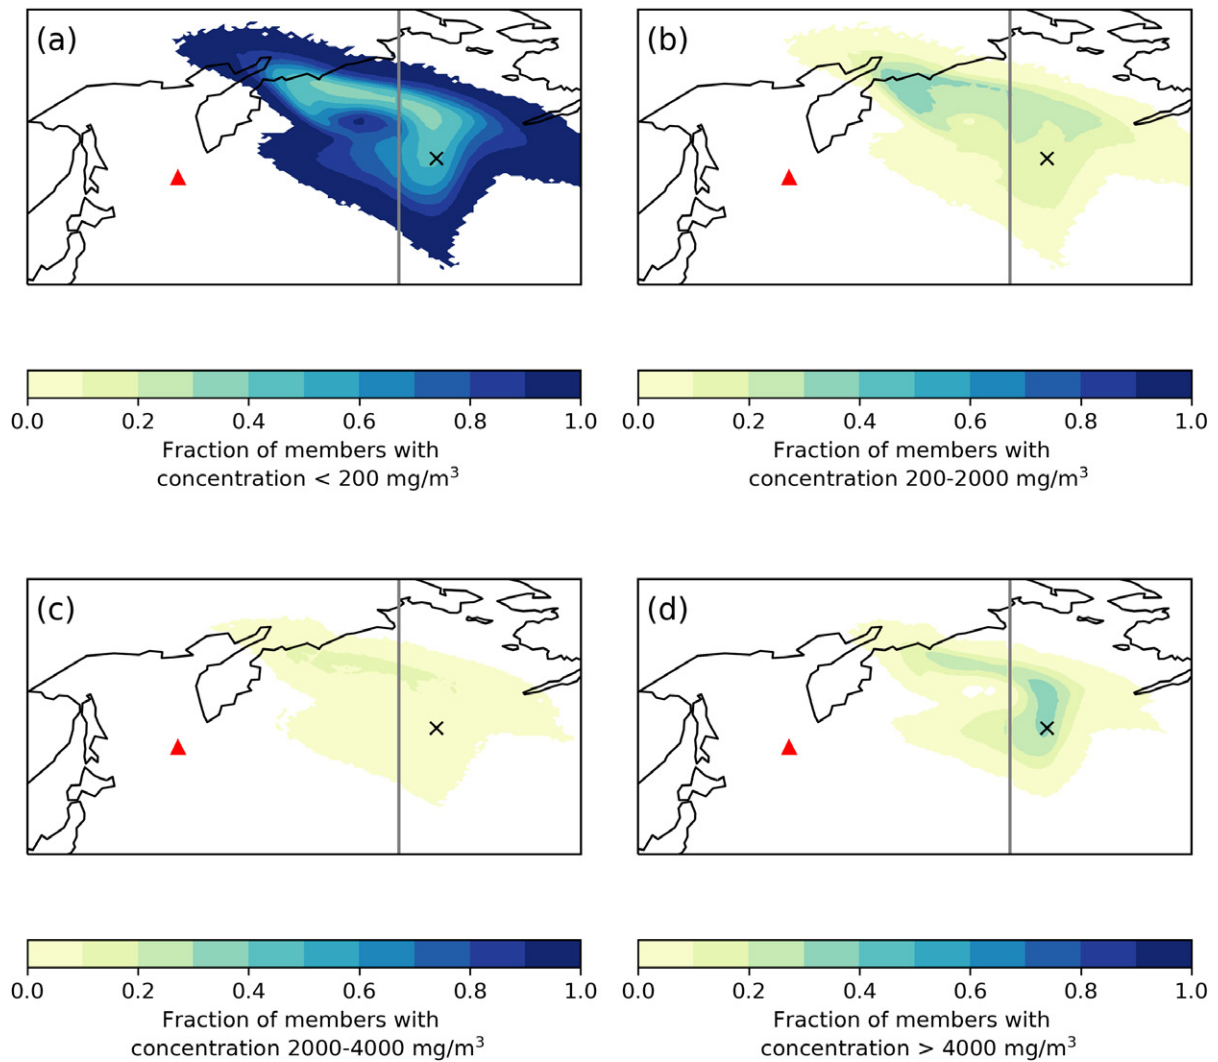 (a)
(b)
0.0 0.2 0.4 0.6 0.8 1.0
Fraction of members with
concentration < 200 mg/m³
0.0 0.2 0.4 0.6 0.8 1.0
Fraction of members with
concentration 200-2000 mg/m³
(c)
(d)
0.0 0.2 0.4 0.6 0.8 1.0
Fraction of members with
concentration 2000-4000 mg/m³
0.0 0.2 0.4 0.6 0.8 1.0
Fraction of members with
concentration > 4000 mg/m³